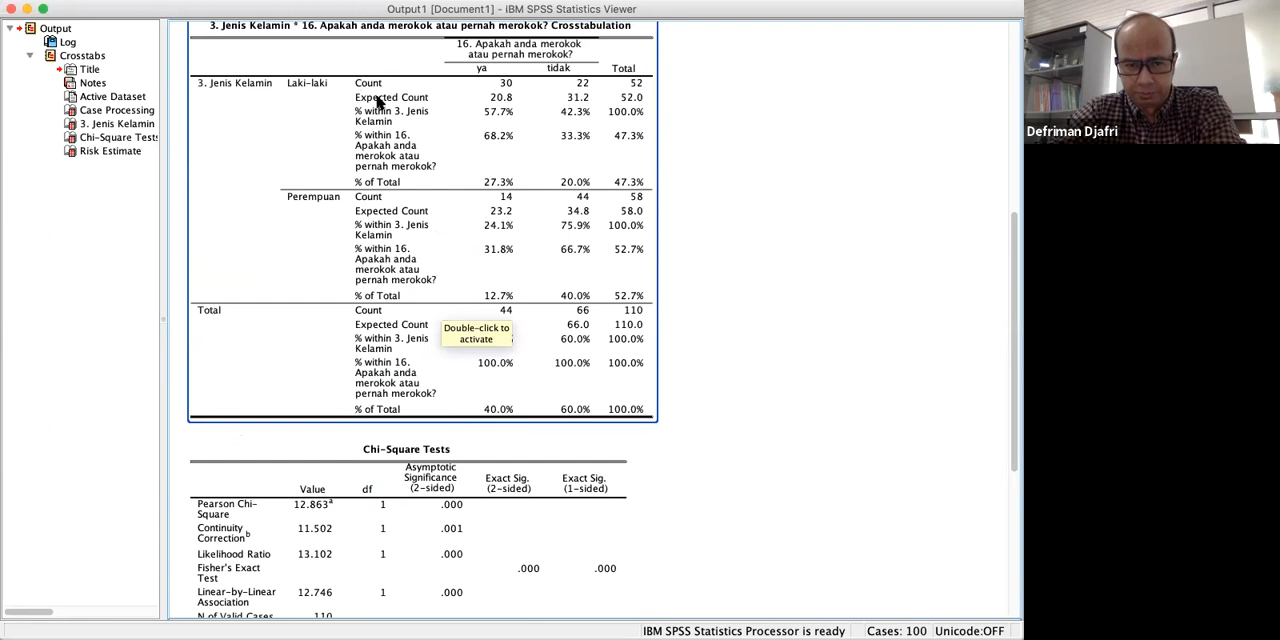 Output1 [Document1] - IBM SPSS Statistics Viewer
Output
Log
Crosstabs
Title
Notes
Active Dataset
Case Processing
3. Jenis Kelamin
Chi-Square Tests
Risk Estimate
3. Jenis Kelamin * 16. Apakah anda merokok atau pernah merokok? Crosstabulation
16. Apakah anda merokok
atau pernah merokok?
ya tidak Total
3. Jenis Kelamin Laki-laki Count 30 22 52
Expected Count 20.8 31.2 52.0
% within 3. Jenis 57.7% 42.3% 100.0%
Kelamin
% within 16. 68.2% 33.3% 47.3%
Apakah anda
merokok atau
pernah merokok?
% of Total 27.3% 20.0% 47.3%
Perempuan Count 14 44 58
Expected Count 23.2 34.8 58.0
% within 3. Jenis 24.1% 75.9% 100.0%
Kelamin
% within 16. 31.8% 66.7% 52.7%
Apakah anda
merokok atau
pernah merokok?
% of Total 12.7% 40.0% 52.7%
Total Count 44 66 110
Expected Count 66.0 110.0
Double-click to
activate
% within 3. Jenis 60.0% 100.0%
Kelamin
% within 16. 100.0% 100.0% 100.0%
Apakah anda
merokok atau
pernah merokok?
% of Total 40.0% 60.0% 100.0%
Chi-Square Tests
Asymptotic
Significance
(2-sided)
Exact Sig.
(2-sided)
Exact Sig.
(1-sided)
Value df
Pearson Chi- 12.863a 1 .000
Square
Continuity 11.502 1 .001
Correctionb
Likelihood Ratio 13.102 1 .000
Fisher's Exact .000 .000
Test
Linear-by-Linear 12.746 1 .000
Association
N of Valid Cases 110
IBM SPSS Statistics Processor is ready Cases: 100 Unicode:OFF
Defriman Djafri